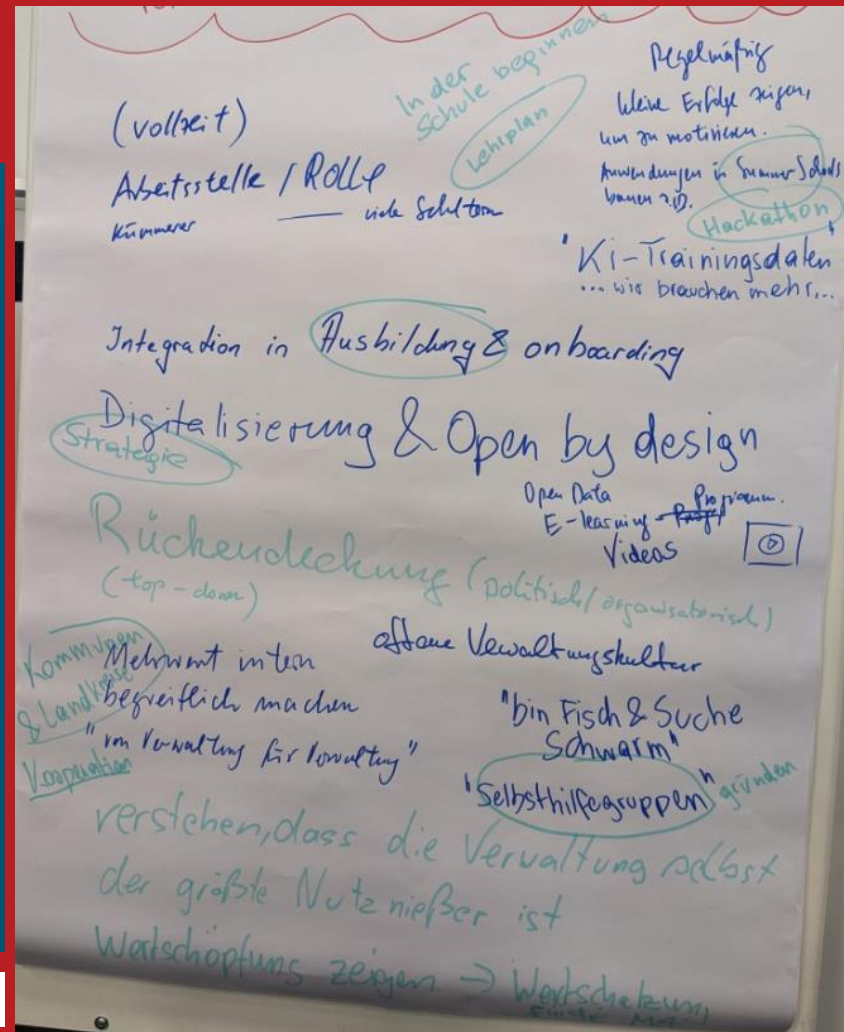 In der
Schule beginnen
Lehrplan
Regelmäßig
kleine Erfolge zeigen,
um zu motivieren.
Anwendungen in Summer Schools
bauen z.B.
Hackathon
"KI-Trainingsdaten"
... wir brauchen mehr,..
(vollzeit)
Arbeitsstelle / Rolle
Kümmerer — viele Schultern
Integration in Ausbildung & onboarding
Digitalisierung & Open by design
Strategie
Open Data
E-learning - Programm.
Videos
Rückendeckung (politisch/organisatorisch)
(top-down)
Kommunen
& Landkreise
Kooperation
Mehrwert intern
begreiflich machen
"von Verwaltung für Verwaltung"
offene Verwaltungskultur
"bin Fisch & Suche
Schwarm"
"Selbsthilfegruppen" gründen
verstehen, dass die Verwaltung selbst
der größte Nutznießer ist
Wertschöpfung zeigen → Wertschätzung